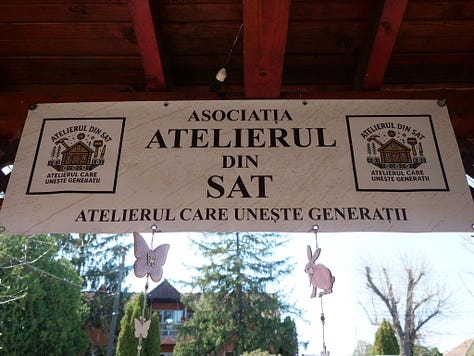 ASOCIAȚIA
ATELIERUL
DIN
SAT
ATELIERUL CARE UNEȘTE GENERAȚII
ATELIERUL DIN SAT
ATELIERUL CARE
UNEȘTE GENERAȚII
ATELIERUL DIN SAT
ATELIERUL CARE
UNEȘTE GENERAȚII